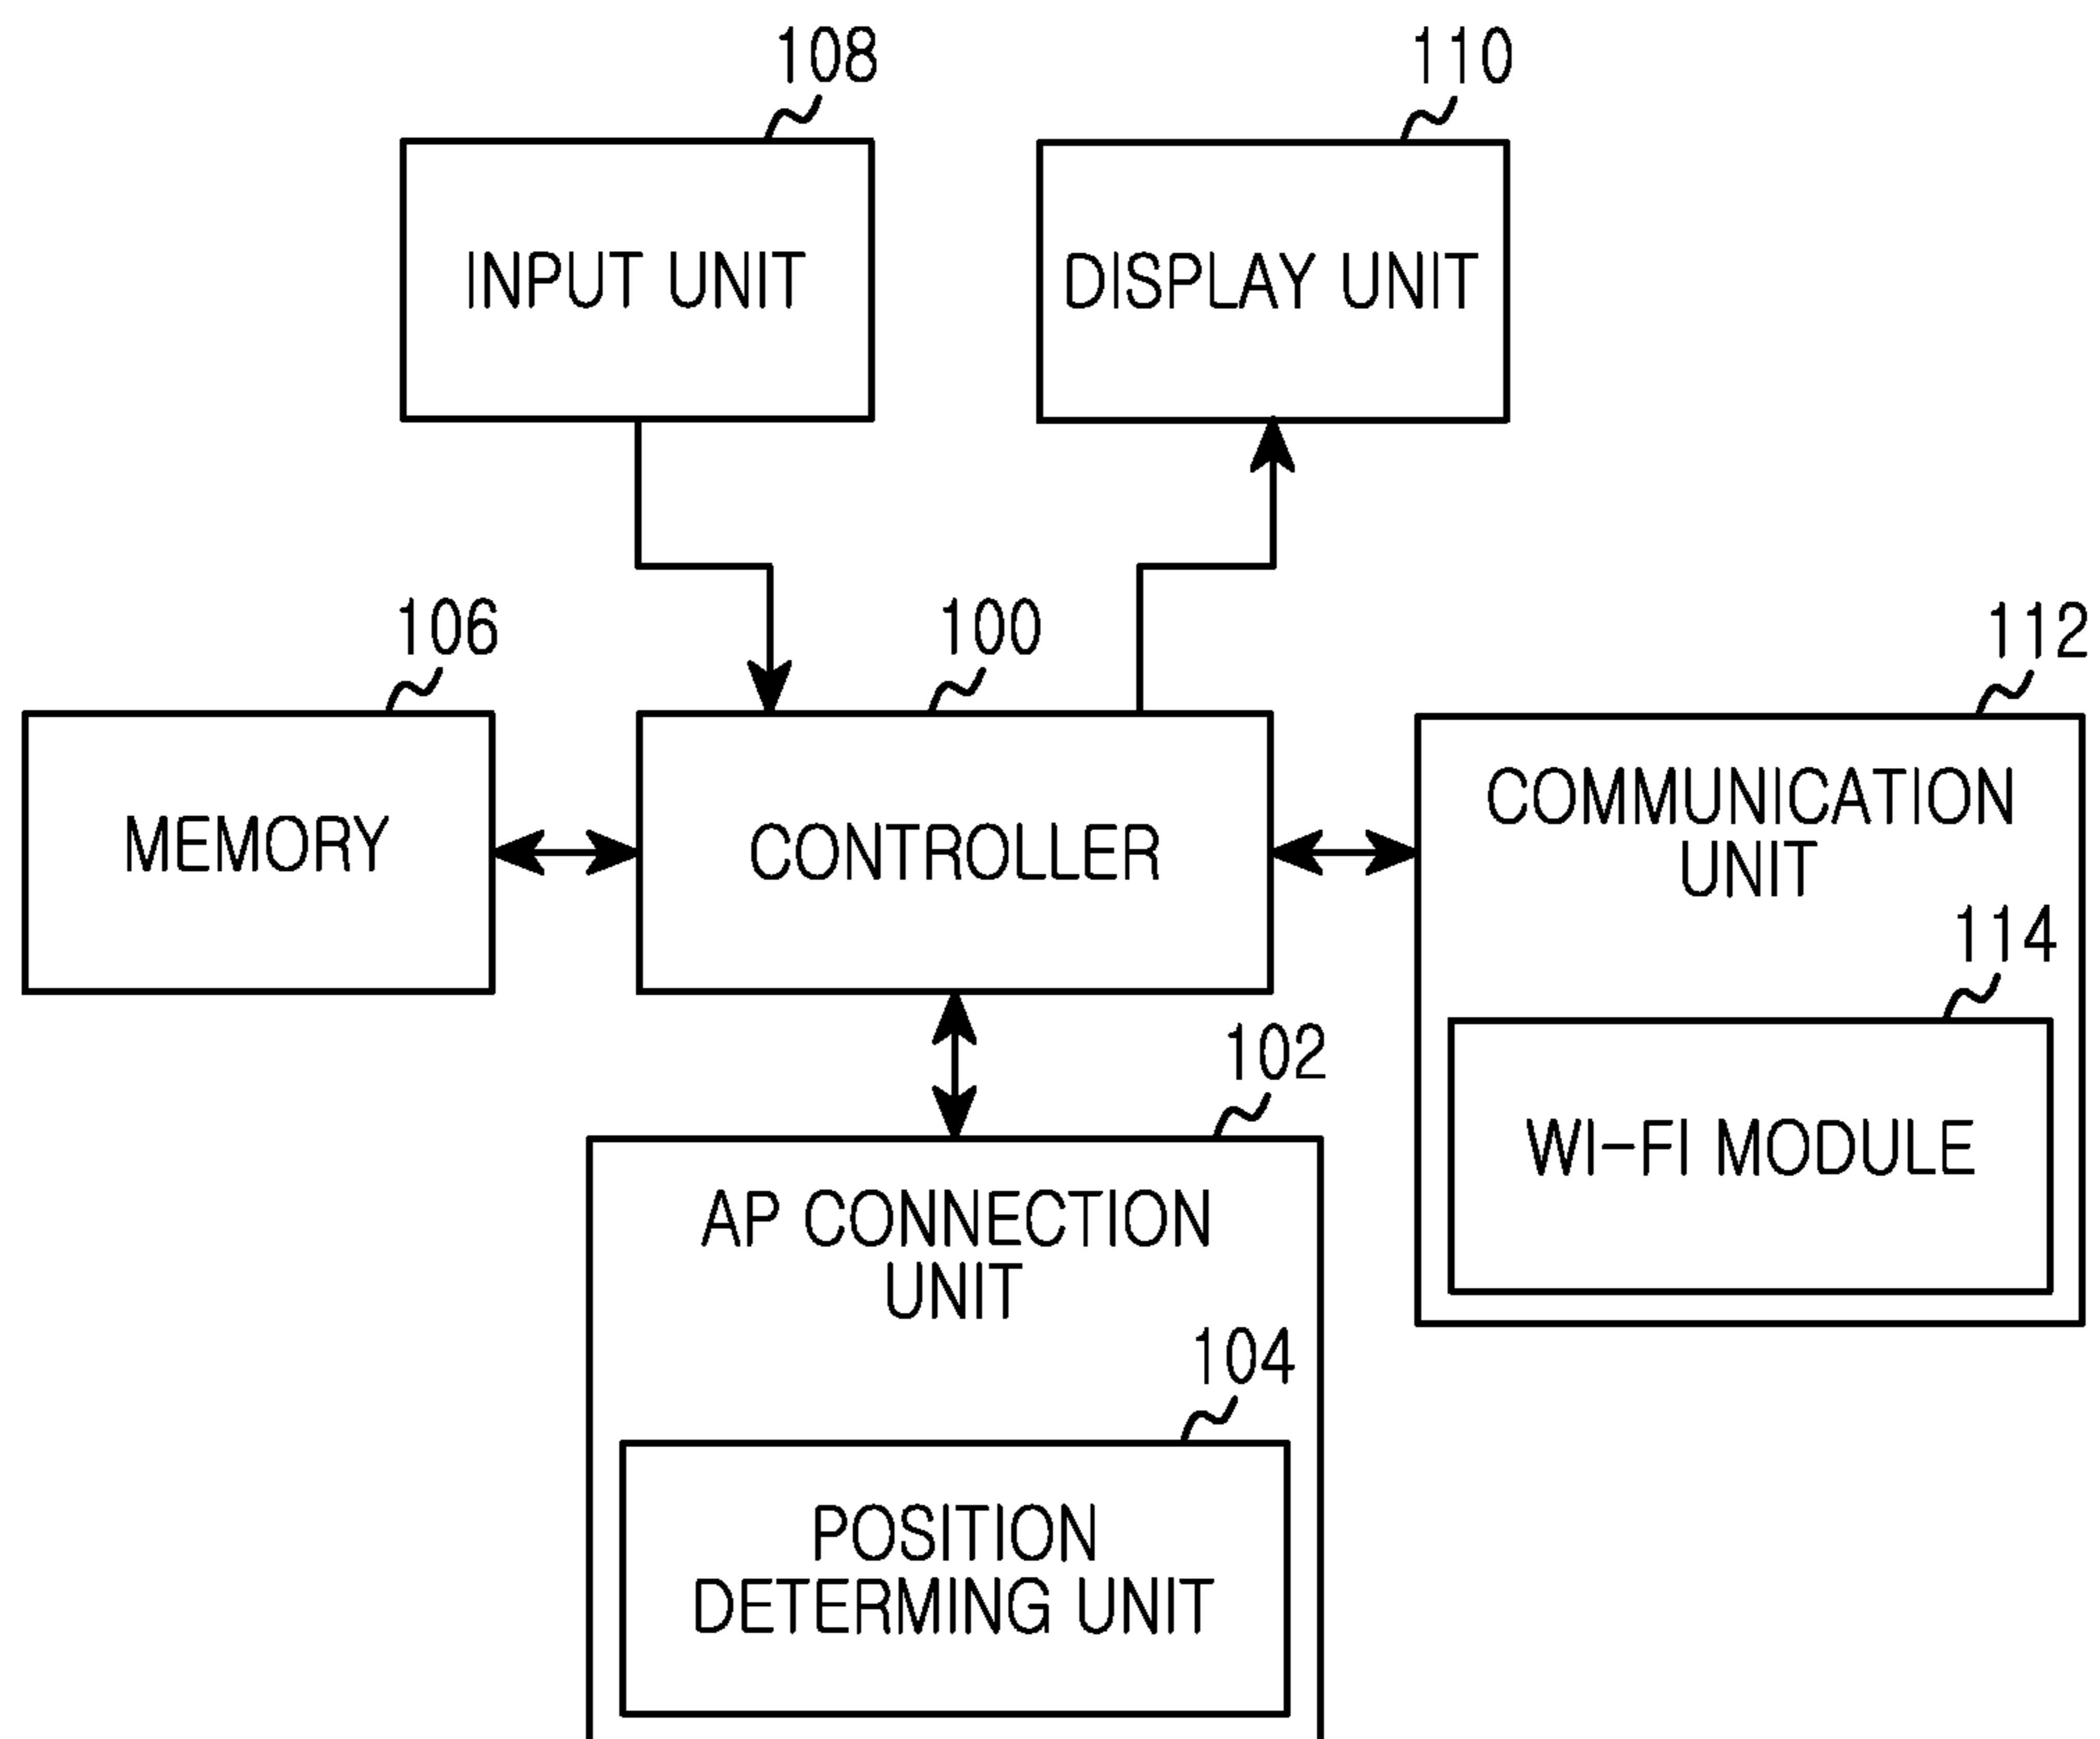 108
110
INPUT UNIT
DISPLAY UNIT
106
100
112
MEMORY
CONTROLLER
COMMUNICATION
UNIT
114
WI-FI MODULE
102
AP CONNECTION
UNIT
104
POSITION
DETERMING UNIT